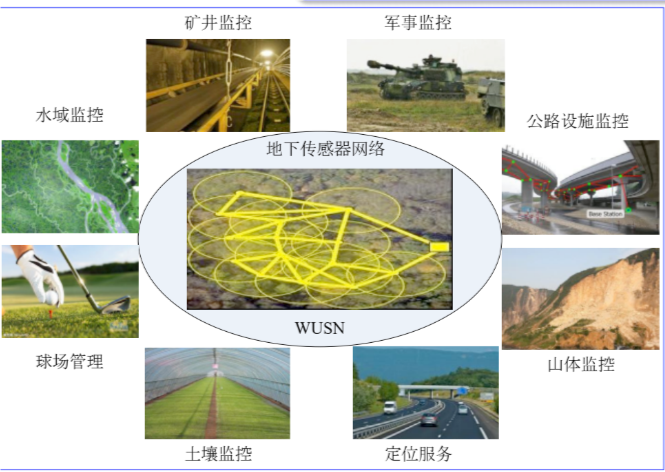 矿井监控
军事监控
水域监控
公路设施监控
地下传感器网络
Base Station
WUSN
球场管理
山体监控
土壤监控
定位服务